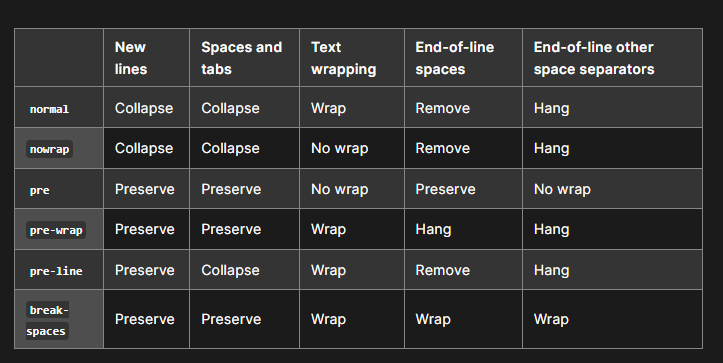 New lines | Spaces and tabs | Text wrapping | End-of-line spaces | End-of-line other space separators
normal | Collapse | Collapse | Wrap | Remove | Hang
nowrap | Collapse | Collapse | No wrap | Remove | Hang
pre | Preserve | Preserve | No wrap | Preserve | No wrap
pre-wrap | Preserve | Preserve | Wrap | Hang | Hang
pre-line | Preserve | Collapse | Wrap | Remove | Hang
break-spaces | Preserve | Preserve | Wrap | Wrap | Wrap